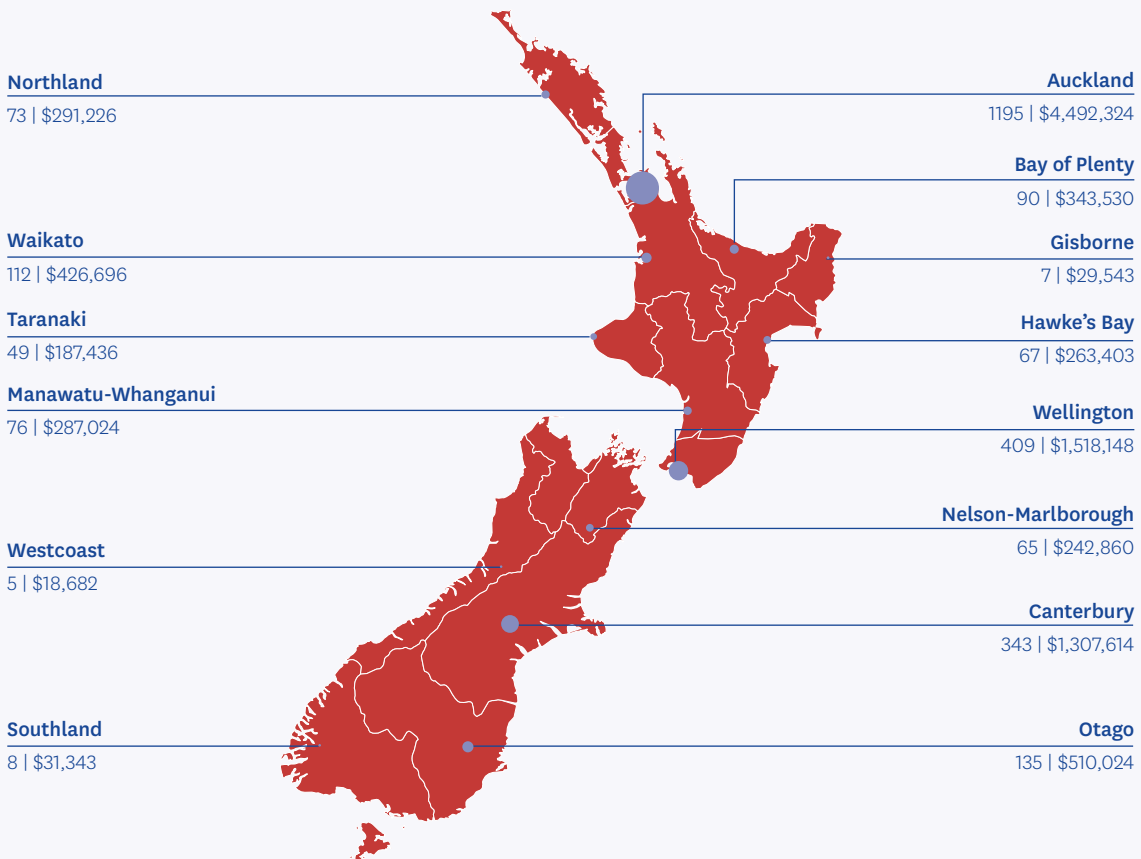 Northland
73 | $291,226
Waikato
112 | $426,696
Taranaki
49 | $187,436
Manawatu-Whanganui
76 | $287,024
Westcoast
5 | $18,682
Southland
8 | $31,343
Auckland
1195 | $4,492,324
Bay of Plenty
90 | $343,530
Gisborne
7 | $29,543
Hawke’s Bay
67 | $263,403
Wellington
409 | $1,518,148
Nelson-Marlborough
65 | $242,860
Canterbury
343 | $1,307,614
Otago
135 | $510,024